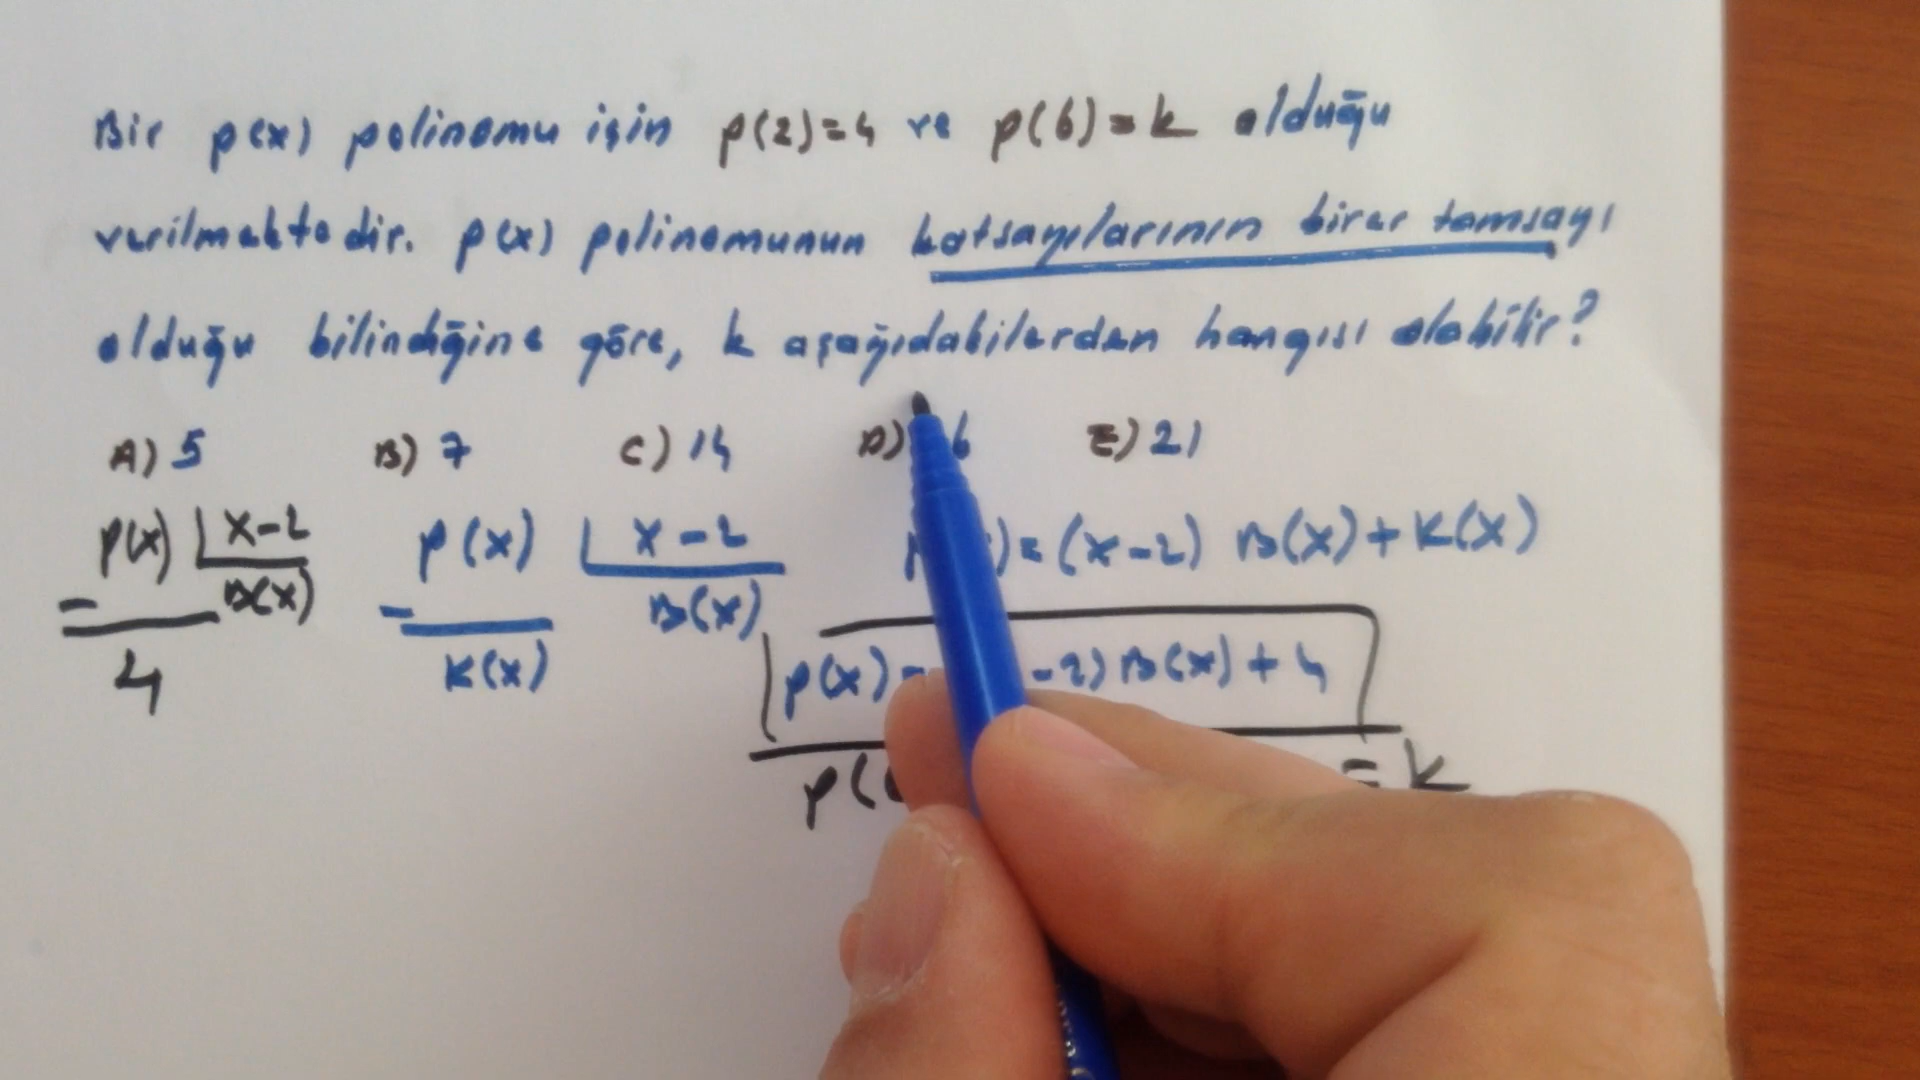 Bir p(x) polinomu için p(2)=4 ve p(6)=k olduğu
verilmektedir. p(x) polinomunun katsayılarının birer tamsayı
olduğu bilindiğine göre, k aşağıdakilerden hangisi olabilir?
A) 5 B) 7 C) 14 D) 6 E) 21
p(x) x-2 p(x) x-2 )=(x-2) B(x)+K(x)
- B(x) - B(x)
4 K(x) p(x)= -2)B(x)+4
p( =k